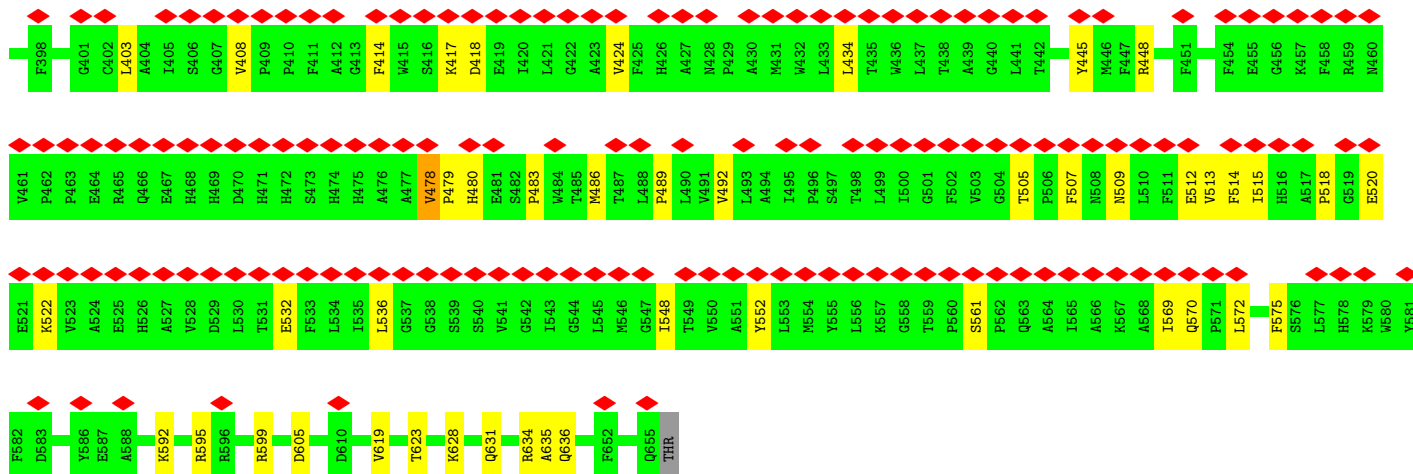 F398 G401 C402 L403 A404 I405 S406 G407 V408 P409 P410 F411 A412 G413 F414 W415 S416 K417 D418 E419 I420 L421 G422 A423 V424 F425 H426 A427 N428 P429 A430 M431 W432 L433 L434 T435 W436 L437 T438 A439 G440 L441 T442 Y445 M446 F447 R448 F451 F454 E455 G456 K457 F458 R459 N460
V461 P462 P463 E464 R465 Q466 E467 H468 H469 D470 H471 H472 S473 H474 H475 A476 A477 V478 P479 H480 E481 S482 P483 W484 T485 M486 T487 L488 P489 L490 V491 V492 L493 A494 I495 P496 S497 T498 L499 I500 G501 F502 V503 G504 T505 P506 F507 N508 N509 L510 F511 E512 V513 F514 I515 H516 A517 P518 G519 E520
E521 K522 V523 A524 E525 H526 A527 V528 D529 L530 T531 E532 F533 L534 I535 L536 G537 G538 S539 S540 V541 G542 I543 G544 L545 M546 G547 I548 T549 V550 A551 Y552 L553 M554 Y555 L556 K557 G558 T559 P560 S561 P562 Q563 A564 I565 A566 K567 A568 I569 Q570 P571 L572 F575 S576 L577 H578 K579 W580 Y581
F582 D583 Y586 E587 A588 K592 R595 R596 R599 D605 D610 V619 T623 K628 Q631 R634 A635 Q636 F652 Q655 THR